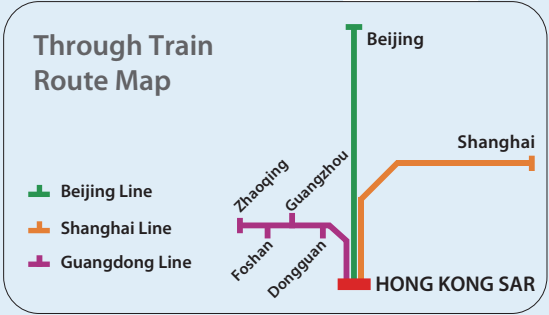 Through Train
Route Map
Beijing
Shanghai
Beijing Line
Shanghai Line
Guangdong Line
Zhaoqing
Guangzhou
Foshan
Dongguan
HONG KONG SAR